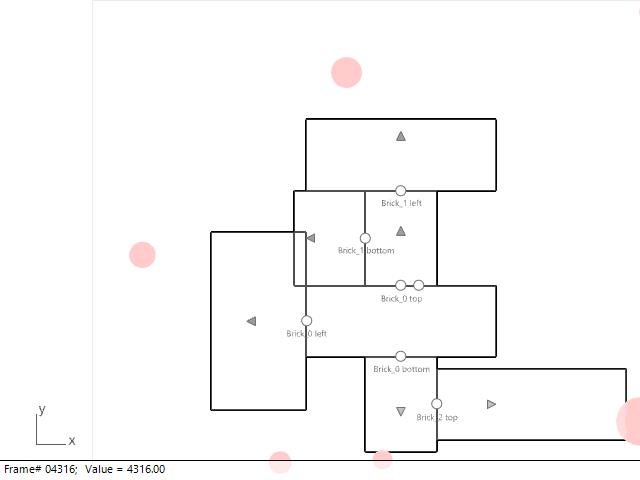 Brick_1 left
Brick_1 bottom
Brick_0 top
Brick_0 left
Brick_0 bottom
y
Brick_2 top
x
Frame# 04316;  Value = 4316.00